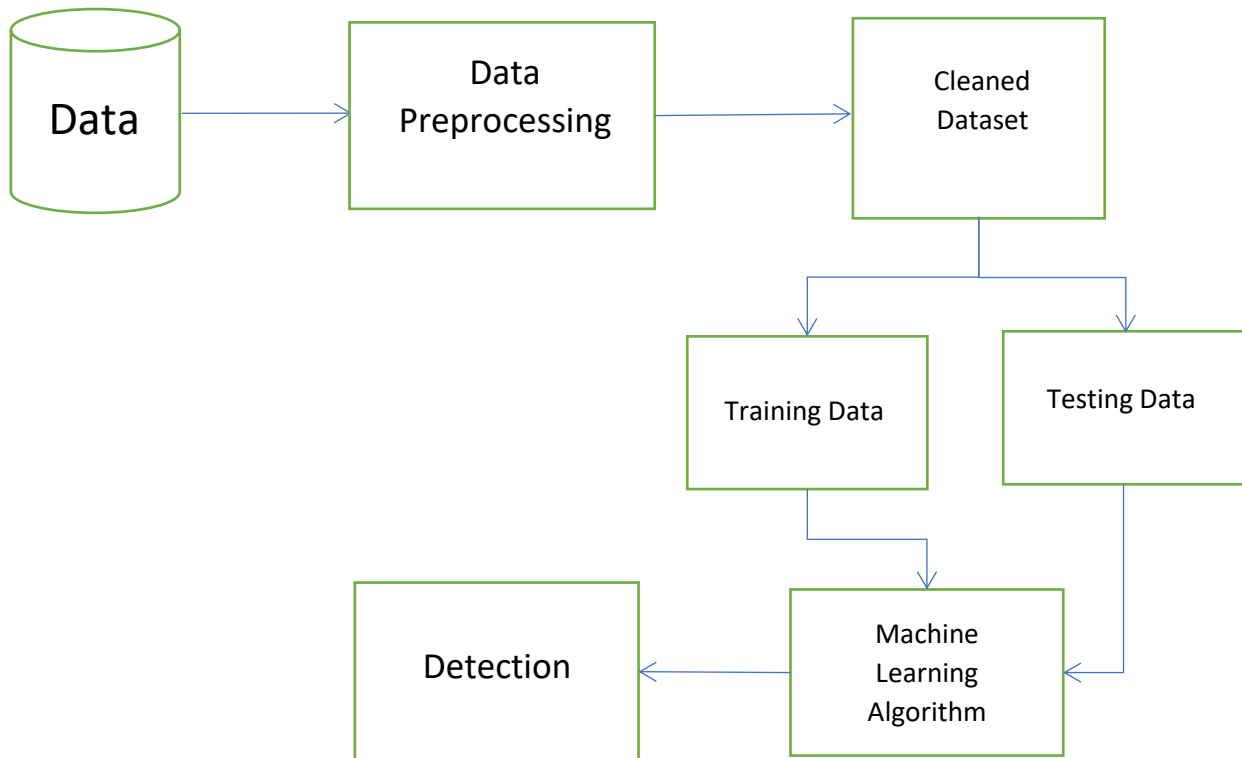 Data
Data
Preprocessing
Cleaned
Dataset
Training Data
Testing Data
Detection
Machine
Learning
Algorithm